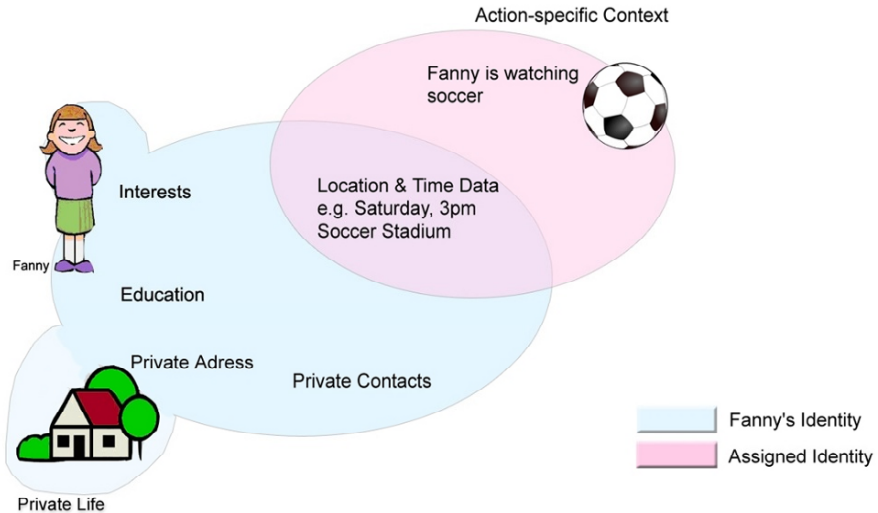 Action-specific Context
Fanny is watching
soccer
Interests
Location & Time Data
e.g. Saturday, 3pm
Soccer Stadium
Fanny
Education
Private Adress
Private Contacts
Fanny's Identity
Assigned Identity
Private Life